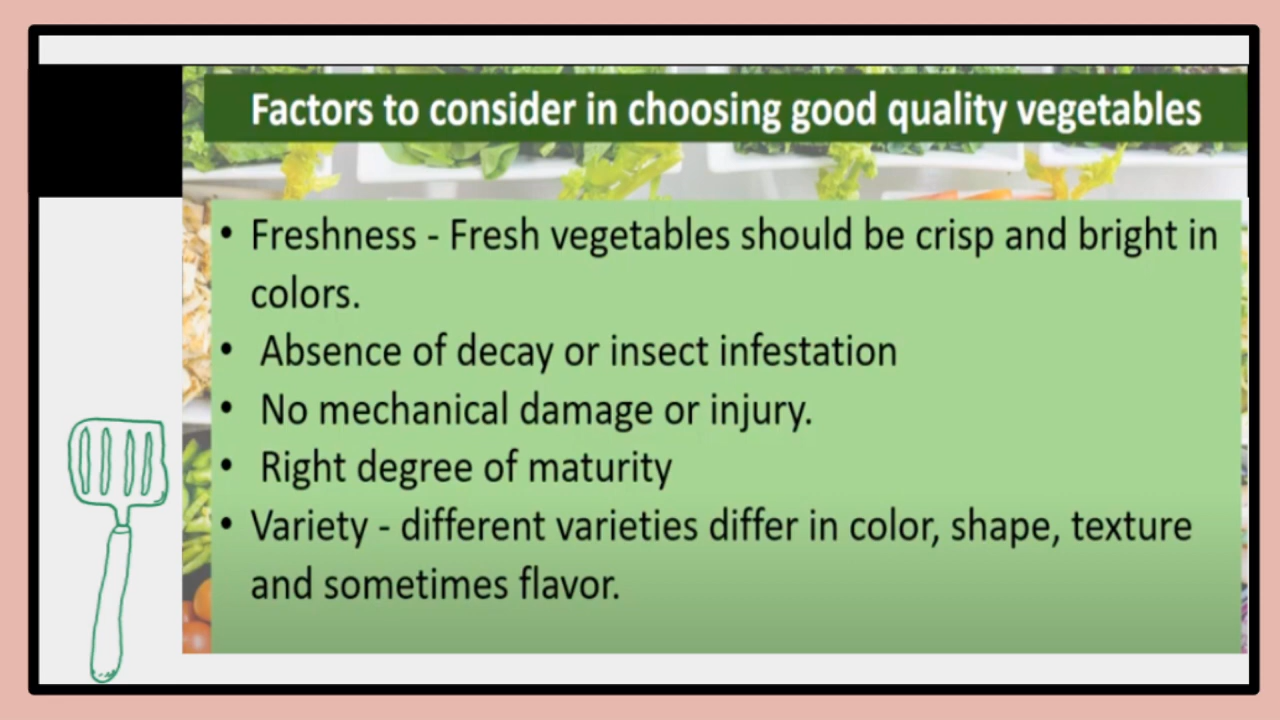 Factors to consider in choosing good quality vegetables
• Freshness - Fresh vegetables should be crisp and bright in
colors.
• Absence of decay or insect infestation
• No mechanical damage or injury.
• Right degree of maturity
• Variety - different varieties differ in color, shape, texture
and sometimes flavor.